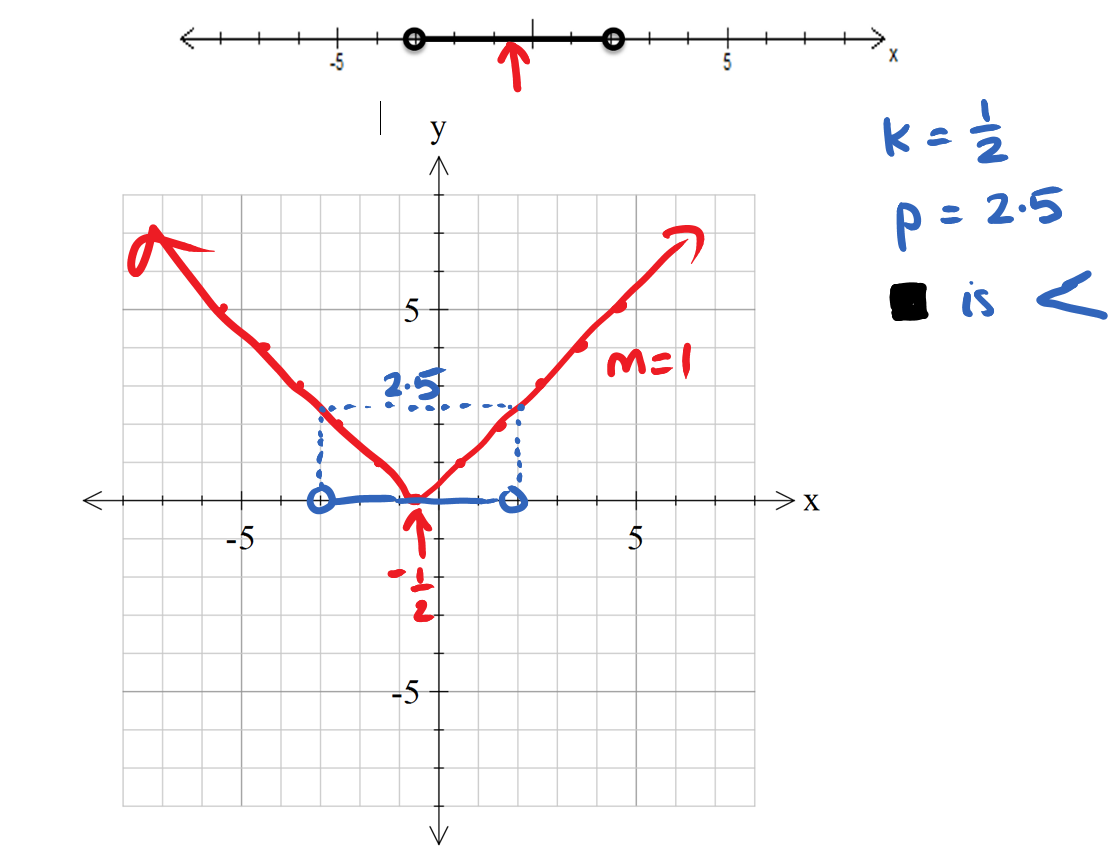 -5 5 x
y
k = 1/2
p = 2.5
■ is <
5
m=1
2.5
x
-5 5
-1/2
-5